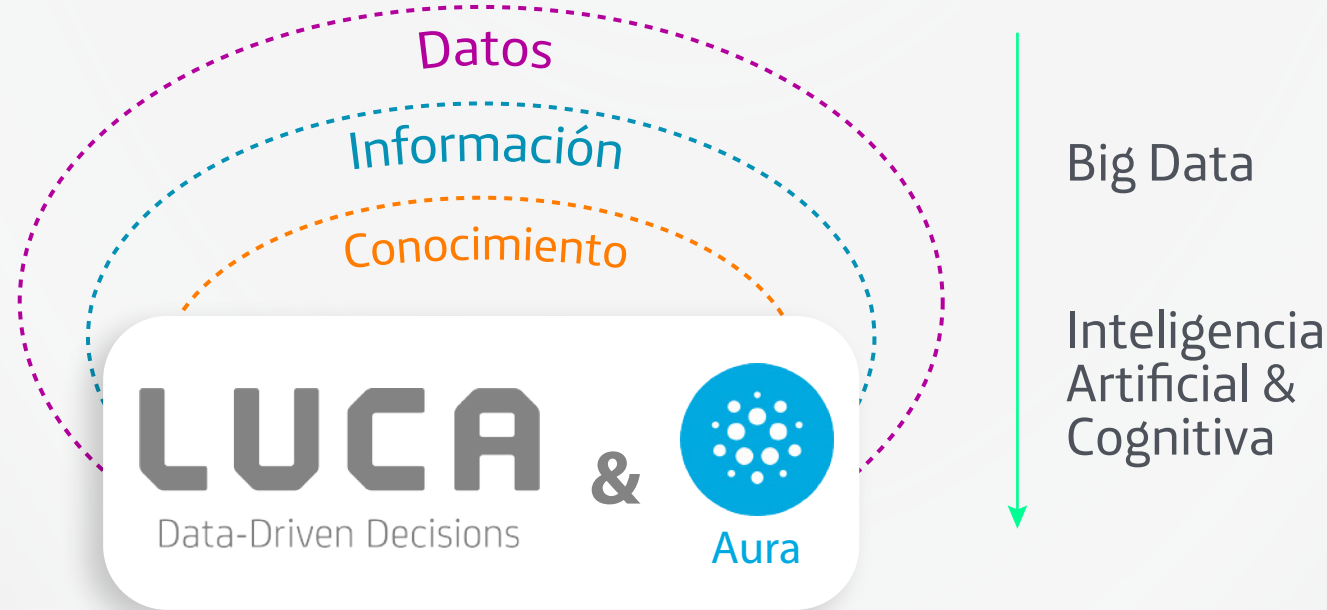 Datos
Información
Conocimiento
LUCA
Data-Driven Decisions
&
Aura
Big Data
Inteligencia
Artificial &
Cognitiva